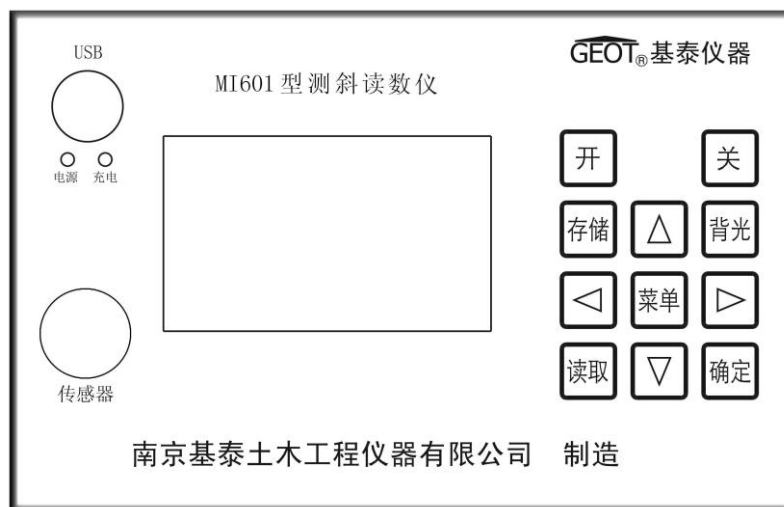 USB
GEOT®基泰仪器
MI601型测斜读数仪
开
关
电源 充电
存储
背光
菜单
读取
确定
传感器
南京基泰土木工程仪器有限公司 制造